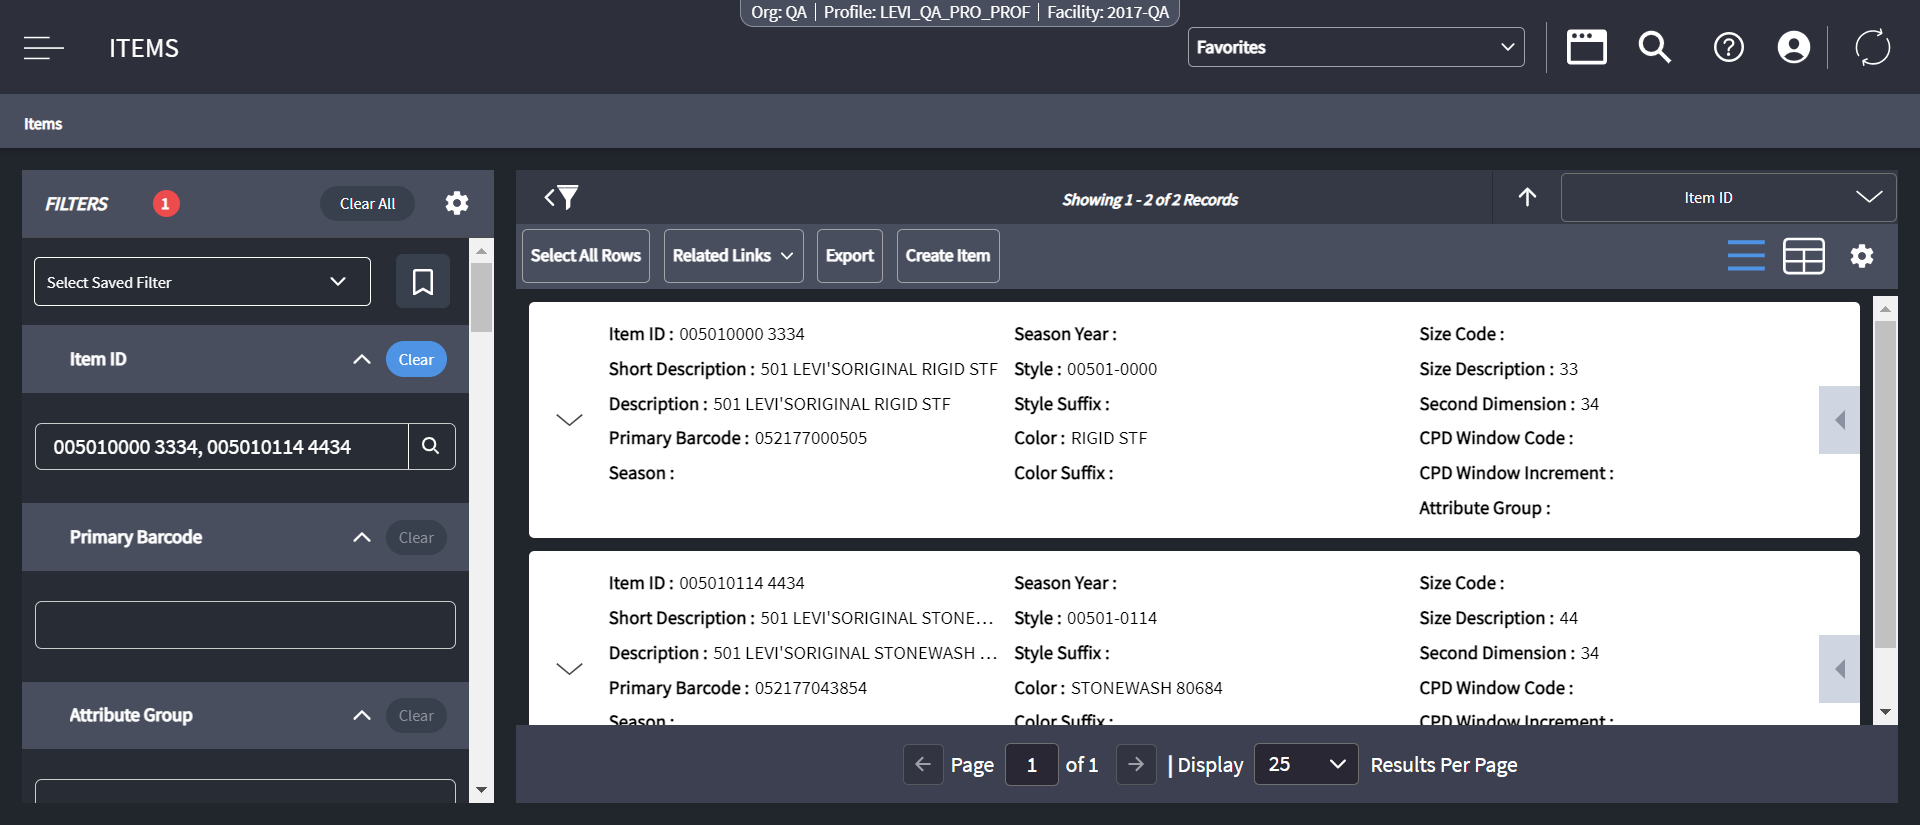 Org: QA | Profile: LEVI_QA_PRO_PROF | Facility: 2017-QA
ITEMS
Favorites
Items
FILTERS 1 Clear All
Select Saved Filter
Item ID Clear
005010000 3334, 005010114 4434
Primary Barcode Clear
Attribute Group Clear
Showing 1 - 2 of 2 Records
Item ID
Select All Rows Related Links Export Create Item
Item ID : 005010000 3334
Short Description : 501 LEVI'SORIGINAL RIGID STF
Description : 501 LEVI'SORIGINAL RIGID STF
Primary Barcode : 052177000505
Season :
Season Year :
Style : 00501-0000
Style Suffix :
Color : RIGID STF
Color Suffix :
Size Code :
Size Description : 33
Second Dimension : 34
CPD Window Code :
CPD Window Increment :
Attribute Group :
Item ID : 005010114 4434
Short Description : 501 LEVI'SORIGINAL STONE...
Description : 501 LEVI'SORIGINAL STONEWASH ...
Primary Barcode : 052177043854
Season :
Season Year :
Style : 00501-0114
Style Suffix :
Color : STONEWASH 80684
Color Suffix :
Size Code :
Size Description : 44
Second Dimension : 34
CPD Window Code :
CPD Window Increment :
Page 1 of 1 | Display 25 Results Per Page